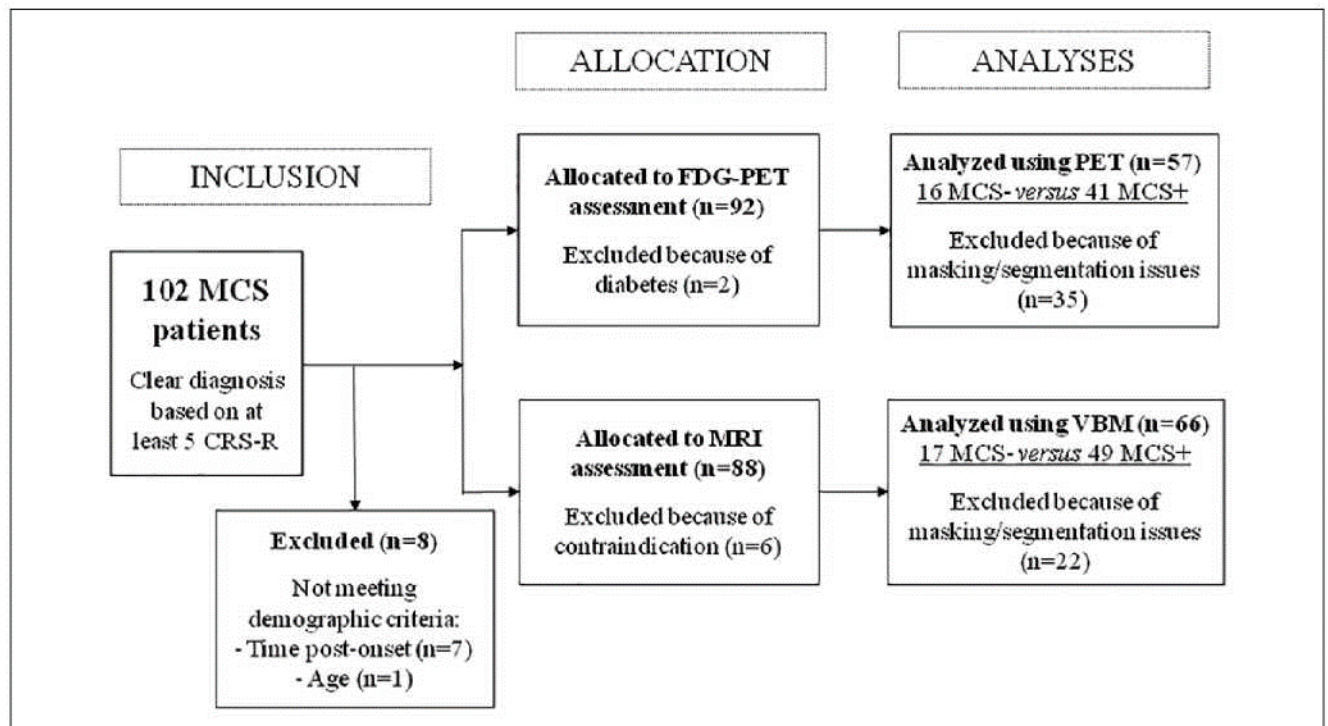 INCLUSION
102 MCS
patients
Clear diagnosis
based on at
least 5 CRS-R
Excluded (n=8)
Not meeting
demographic criteria:
- Time post-onset (n=7)
- Age (n=1)
ALLOCATION
Allocated to FDG-PET
assessment (n=92)
Excluded because of
diabetes (n=2)
Allocated to MRI
assessment (n=88)
Excluded because of
contraindication (n=6)
ANALYSES
Analyzed using PET (n=57)
16 MCS- versus 41 MCS+
Excluded because of
masking/segmentation issues
(n=35)
Analyzed using VBM (n=66)
17 MCS- versus 49 MCS+
Excluded because of
masking/segmentation issues
(n=22)